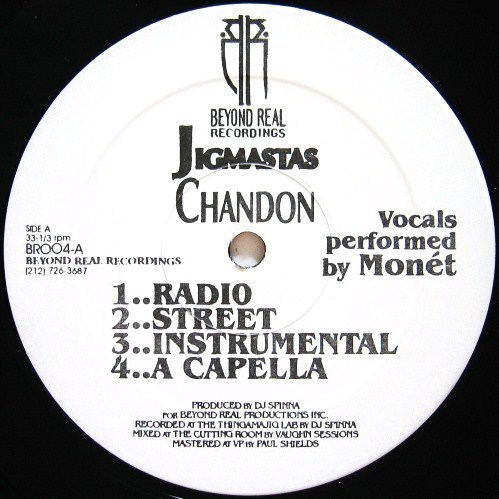 BEYOND REAL
RECORDINGS
JIGMASTAS
CHANDON
Vocals
performed
by Monét
SIDE A
33-1/3 rpm
BR004-A
BEYOND REAL RECORDINGS
(212) 726-3687
1..RADIO
2..STREET
3..INSTRUMENTAL
4..A CAPELLA
PRODUCED BY DJ SPINNA
FOR BEYOND REAL PRODUCTIONS INC.
RECORDED AT THE THINGAMAJIG LAB BY DJ SPINNA
MIXED AT THE CUTTING ROOM BY VAUGHN SESSIONS
MASTERED AT VP BY PAUL SHIELDS